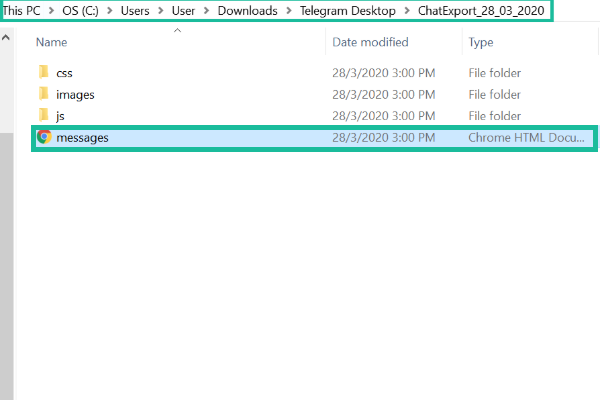 This PC > OS (C:) > Users > User > Downloads > Telegram Desktop > ChatExport_28_03_2020
Name Date modified Type
css 28/3/2020 3:00 PM File folder
images 28/3/2020 3:00 PM File folder
js 28/3/2020 3:00 PM File folder
messages 28/3/2020 3:00 PM Chrome HTML Docu...